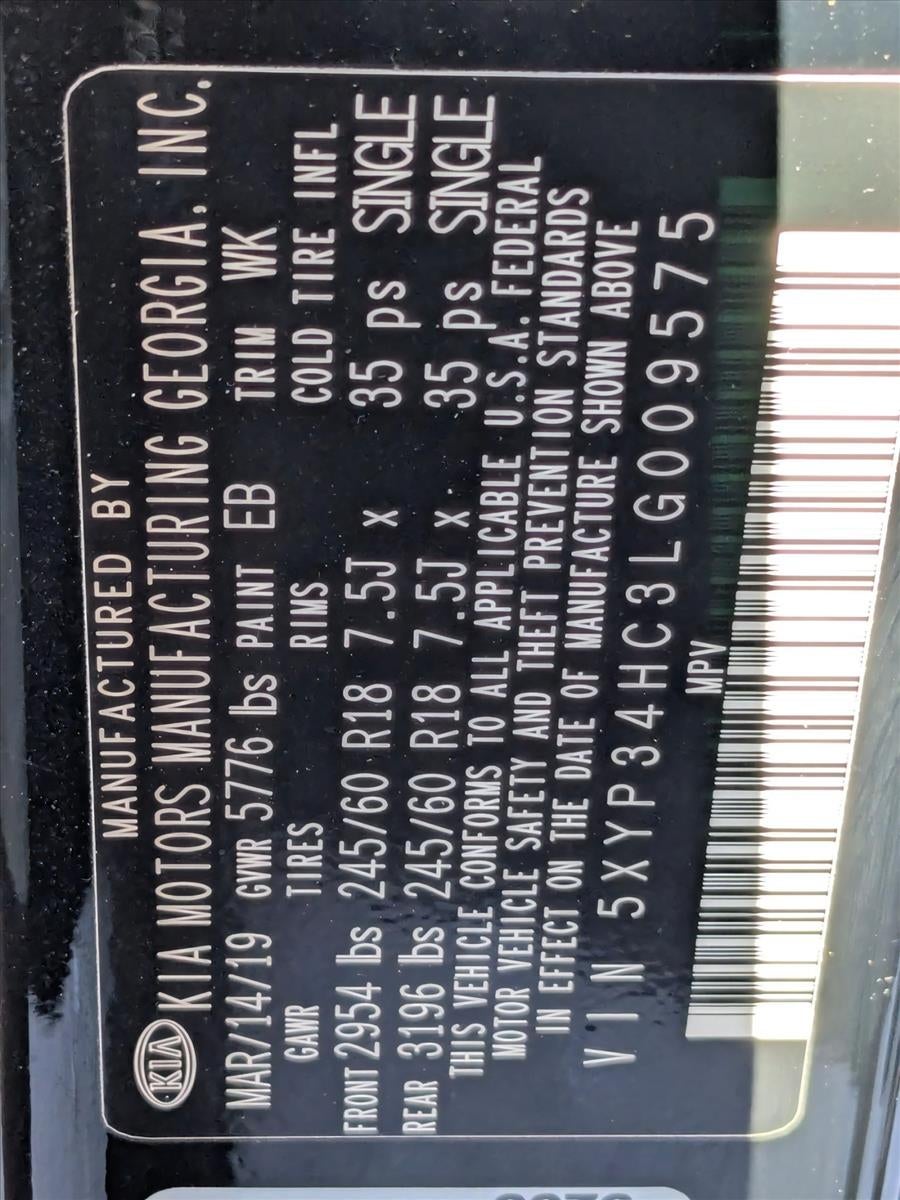 MANUFACTURED BY
KIA KIA MOTORS MANUFACTURING GEORGIA, INC.
MAR/14/19 GVWR 5776 lbs PAINT EB TRIM WK
GAWR TIRES RIMS COLD TIRE INFL
FRONT 2954 lbs 245/60 R18 7.5J x 35 ps SINGLE
REAR 3196 lbs 245/60 R18 7.5J x 35 ps SINGLE
THIS VEHICLE CONFORMS TO ALL APPLICABLE U.S.A. FEDERAL
MOTOR VEHICLE SAFETY AND THEFT PREVENTION STANDARDS
IN EFFECT ON THE DATE OF MANUFACTURE SHOWN ABOVE
VIN 5XYP34HC3LG009575
MPV